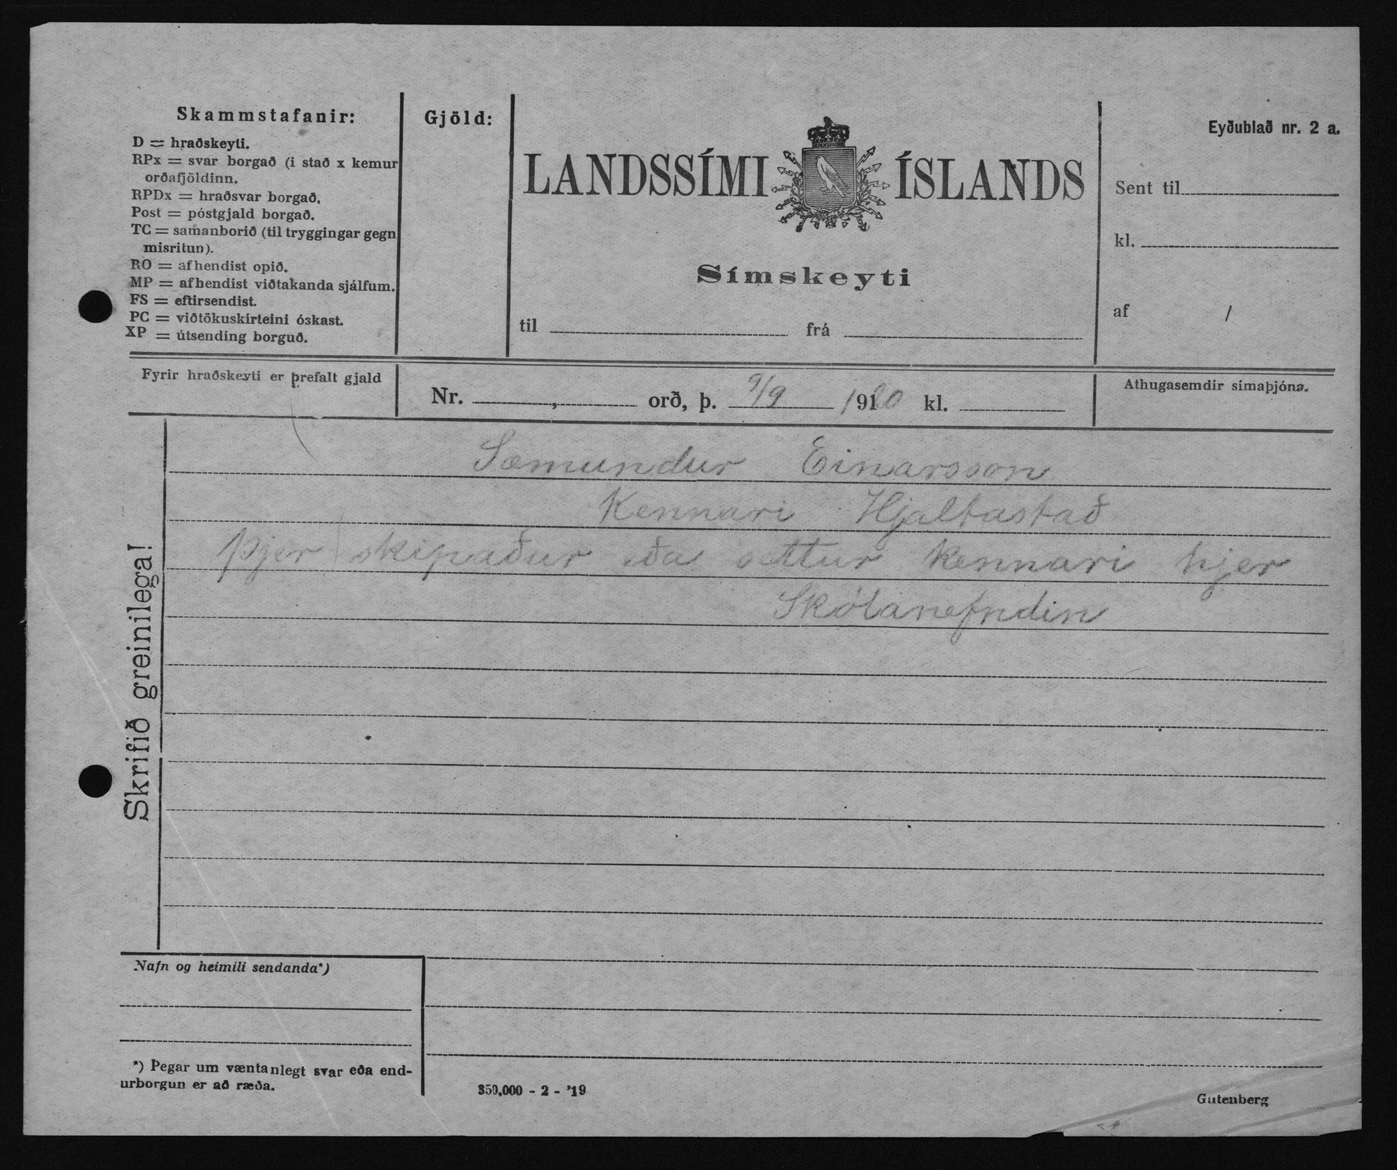 Skammstafanir:
D = hraðskeyti.
RPx = svar borgað (i stað x kemur
orðafjöldinn.
RPDx = hraðsvar borgað.
Post = póstgjald borgað.
TC = samanborið (til tryggingar gegn
misritun).
RO = afhendist opið.
MP = afhendist viðtakanda sjálfum.
FS = eftirsendist.
PC = viðtökuskirteini óskast.
XP = útsending borguð.
Fyrir hraðskeyti er þrefalt gjald
Gjöld:
LANDSSÍMI ÍSLANDS
Símskeyti
til frá
Eyðublað nr. 2 a.
Sent til
kl.
af /
Nr. , orð, þ. 9/9 1920 kl.
Athugasemdir símaþjóna.
Skrifið greinilega!
Sæmundur Einarsson
Kennari Hjaltastað
Þjer skipaður eða settur kennari hjer
Skólanefndin
Nafn og heimili sendanda*)
*) Þegar um væntanlegt svar eða end-
urborgun er að ræða.
350.000 - 2 - '19
Gutenberg